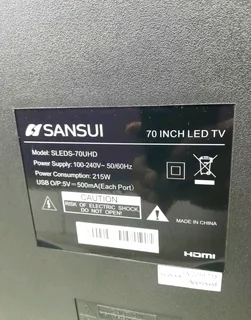 SANSUI
70 INCH LED TV
Model: SLEDS-70UHD
Power Supply: 100-240V~ 50/60Hz
Power Consumption: 215W
USB O/P:5V⎓500mA(Each Port)
CAUTION
RISK OF ELECTRIC SHOCK
DO NOT OPEN
MADE IN CHINA
HDMI